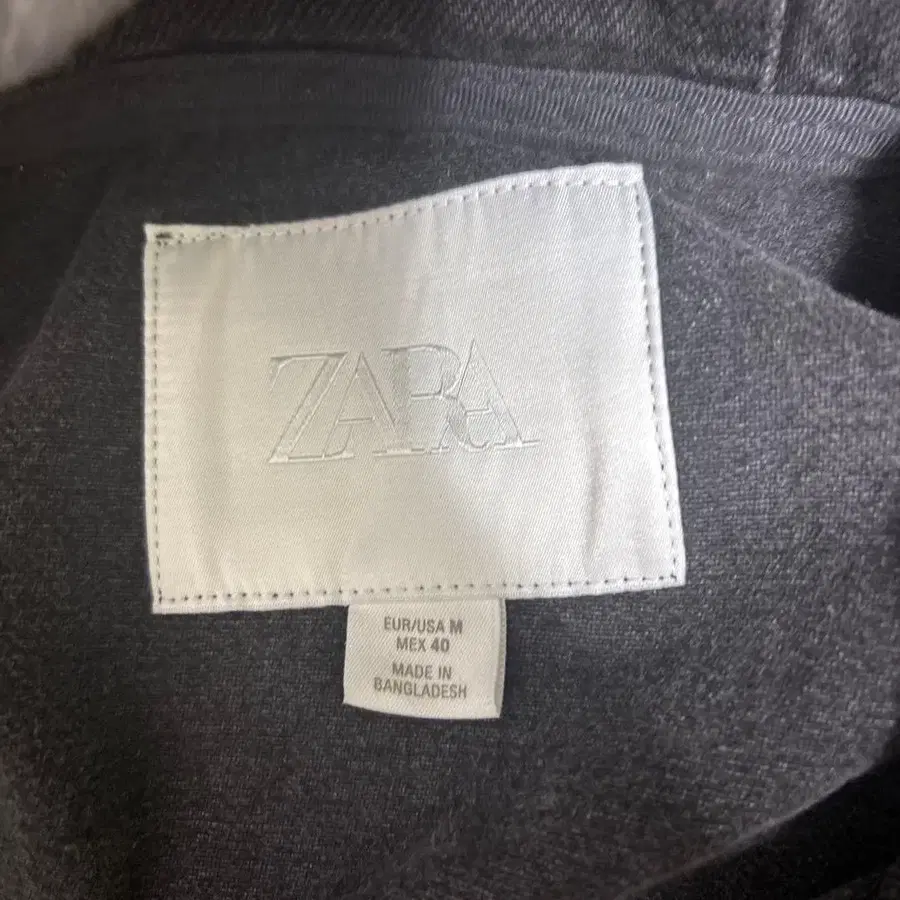 ZARA
EUR/USA M
MEX 40
MADE IN
BANGLADESH